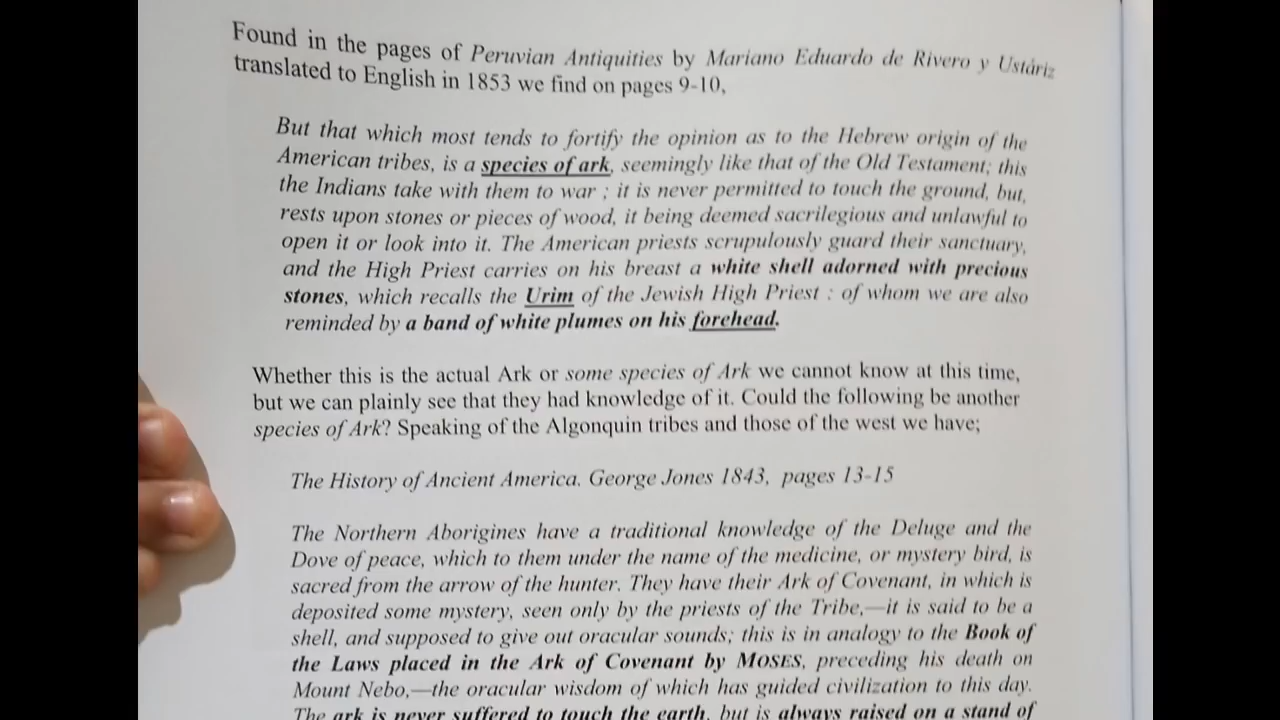 Found in the pages of Peruvian Antiquities by Mariano Eduardo de Rivero y Ustáriz
translated to English in 1853 we find on pages 9-10,
But that which most tends to fortify the opinion as to the Hebrew origin of the
American tribes, is a species of ark, seemingly like that of the Old Testament; this
the Indians take with them to war ; it is never permitted to touch the ground, but,
rests upon stones or pieces of wood, it being deemed sacrilegious and unlawful to
open it or look into it. The American priests scrupulously guard their sanctuary,
and the High Priest carries on his breast a white shell adorned with precious
stones, which recalls the Urim of the Jewish High Priest : of whom we are also
reminded by a band of white plumes on his forehead.
Whether this is the actual Ark or some species of Ark we cannot know at this time,
but we can plainly see that they had knowledge of it. Could the following be another
species of Ark? Speaking of the Algonquin tribes and those of the west we have;
The History of Ancient America. George Jones 1843, pages 13-15
The Northern Aborigines have a traditional knowledge of the Deluge and the
Dove of peace, which to them under the name of the medicine, or mystery bird, is
sacred from the arrow of the hunter. They have their Ark of Covenant, in which is
deposited some mystery, seen only by the priests of the Tribe,—it is said to be a
shell, and supposed to give out oracular sounds; this is in analogy to the Book of
the Laws placed in the Ark of Covenant by MOSES, preceding his death on
Mount Nebo,—the oracular wisdom of which has guided civilization to this day.
The ark is never suffered to touch the earth, but is always raised on a stand of